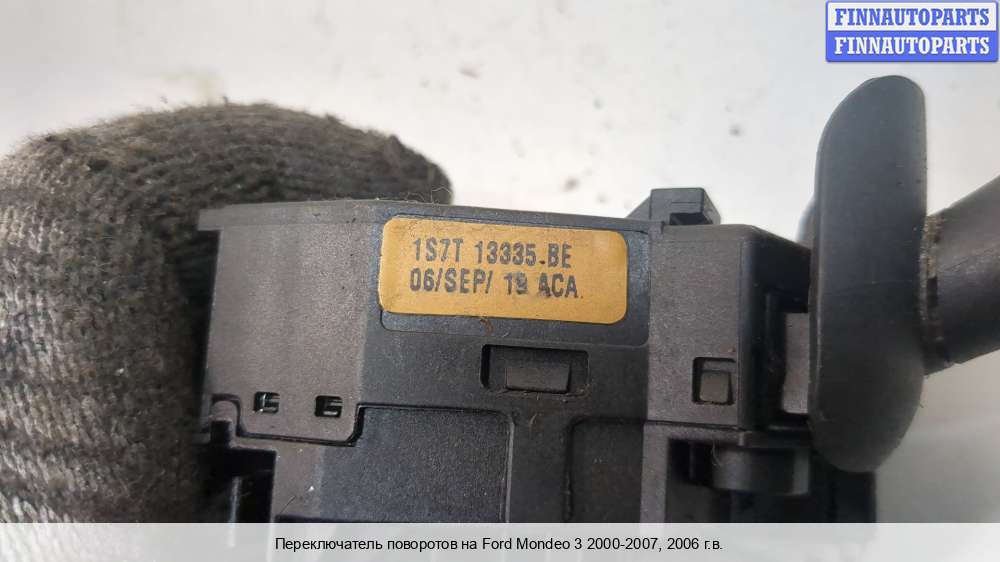 FINNAUTOPARTS
FINNAUTOPARTS
1S7T 13335-BE
06/SEP/ 19 ACA
Переключатель поворотов на Ford Mondeo 3 2000-2007, 2006 г.в.